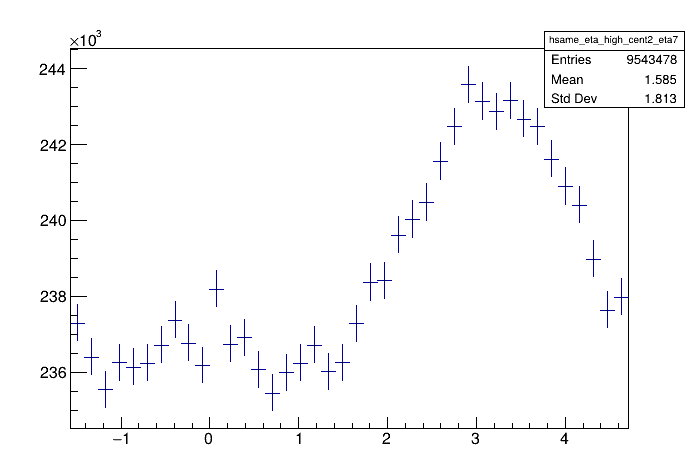 ×10³
hsame_eta_high_cent2_eta7
Entries 9543478
Mean 1.585
Std Dev 1.813
244
242
240
238
236
−1 0 1 2 3 4